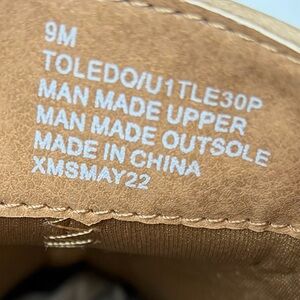 9M
TOLEDO/U1TLE30P
MAN MADE UPPER
MAN MADE OUTSOLE
MADE IN CHINA
XMSMAY22